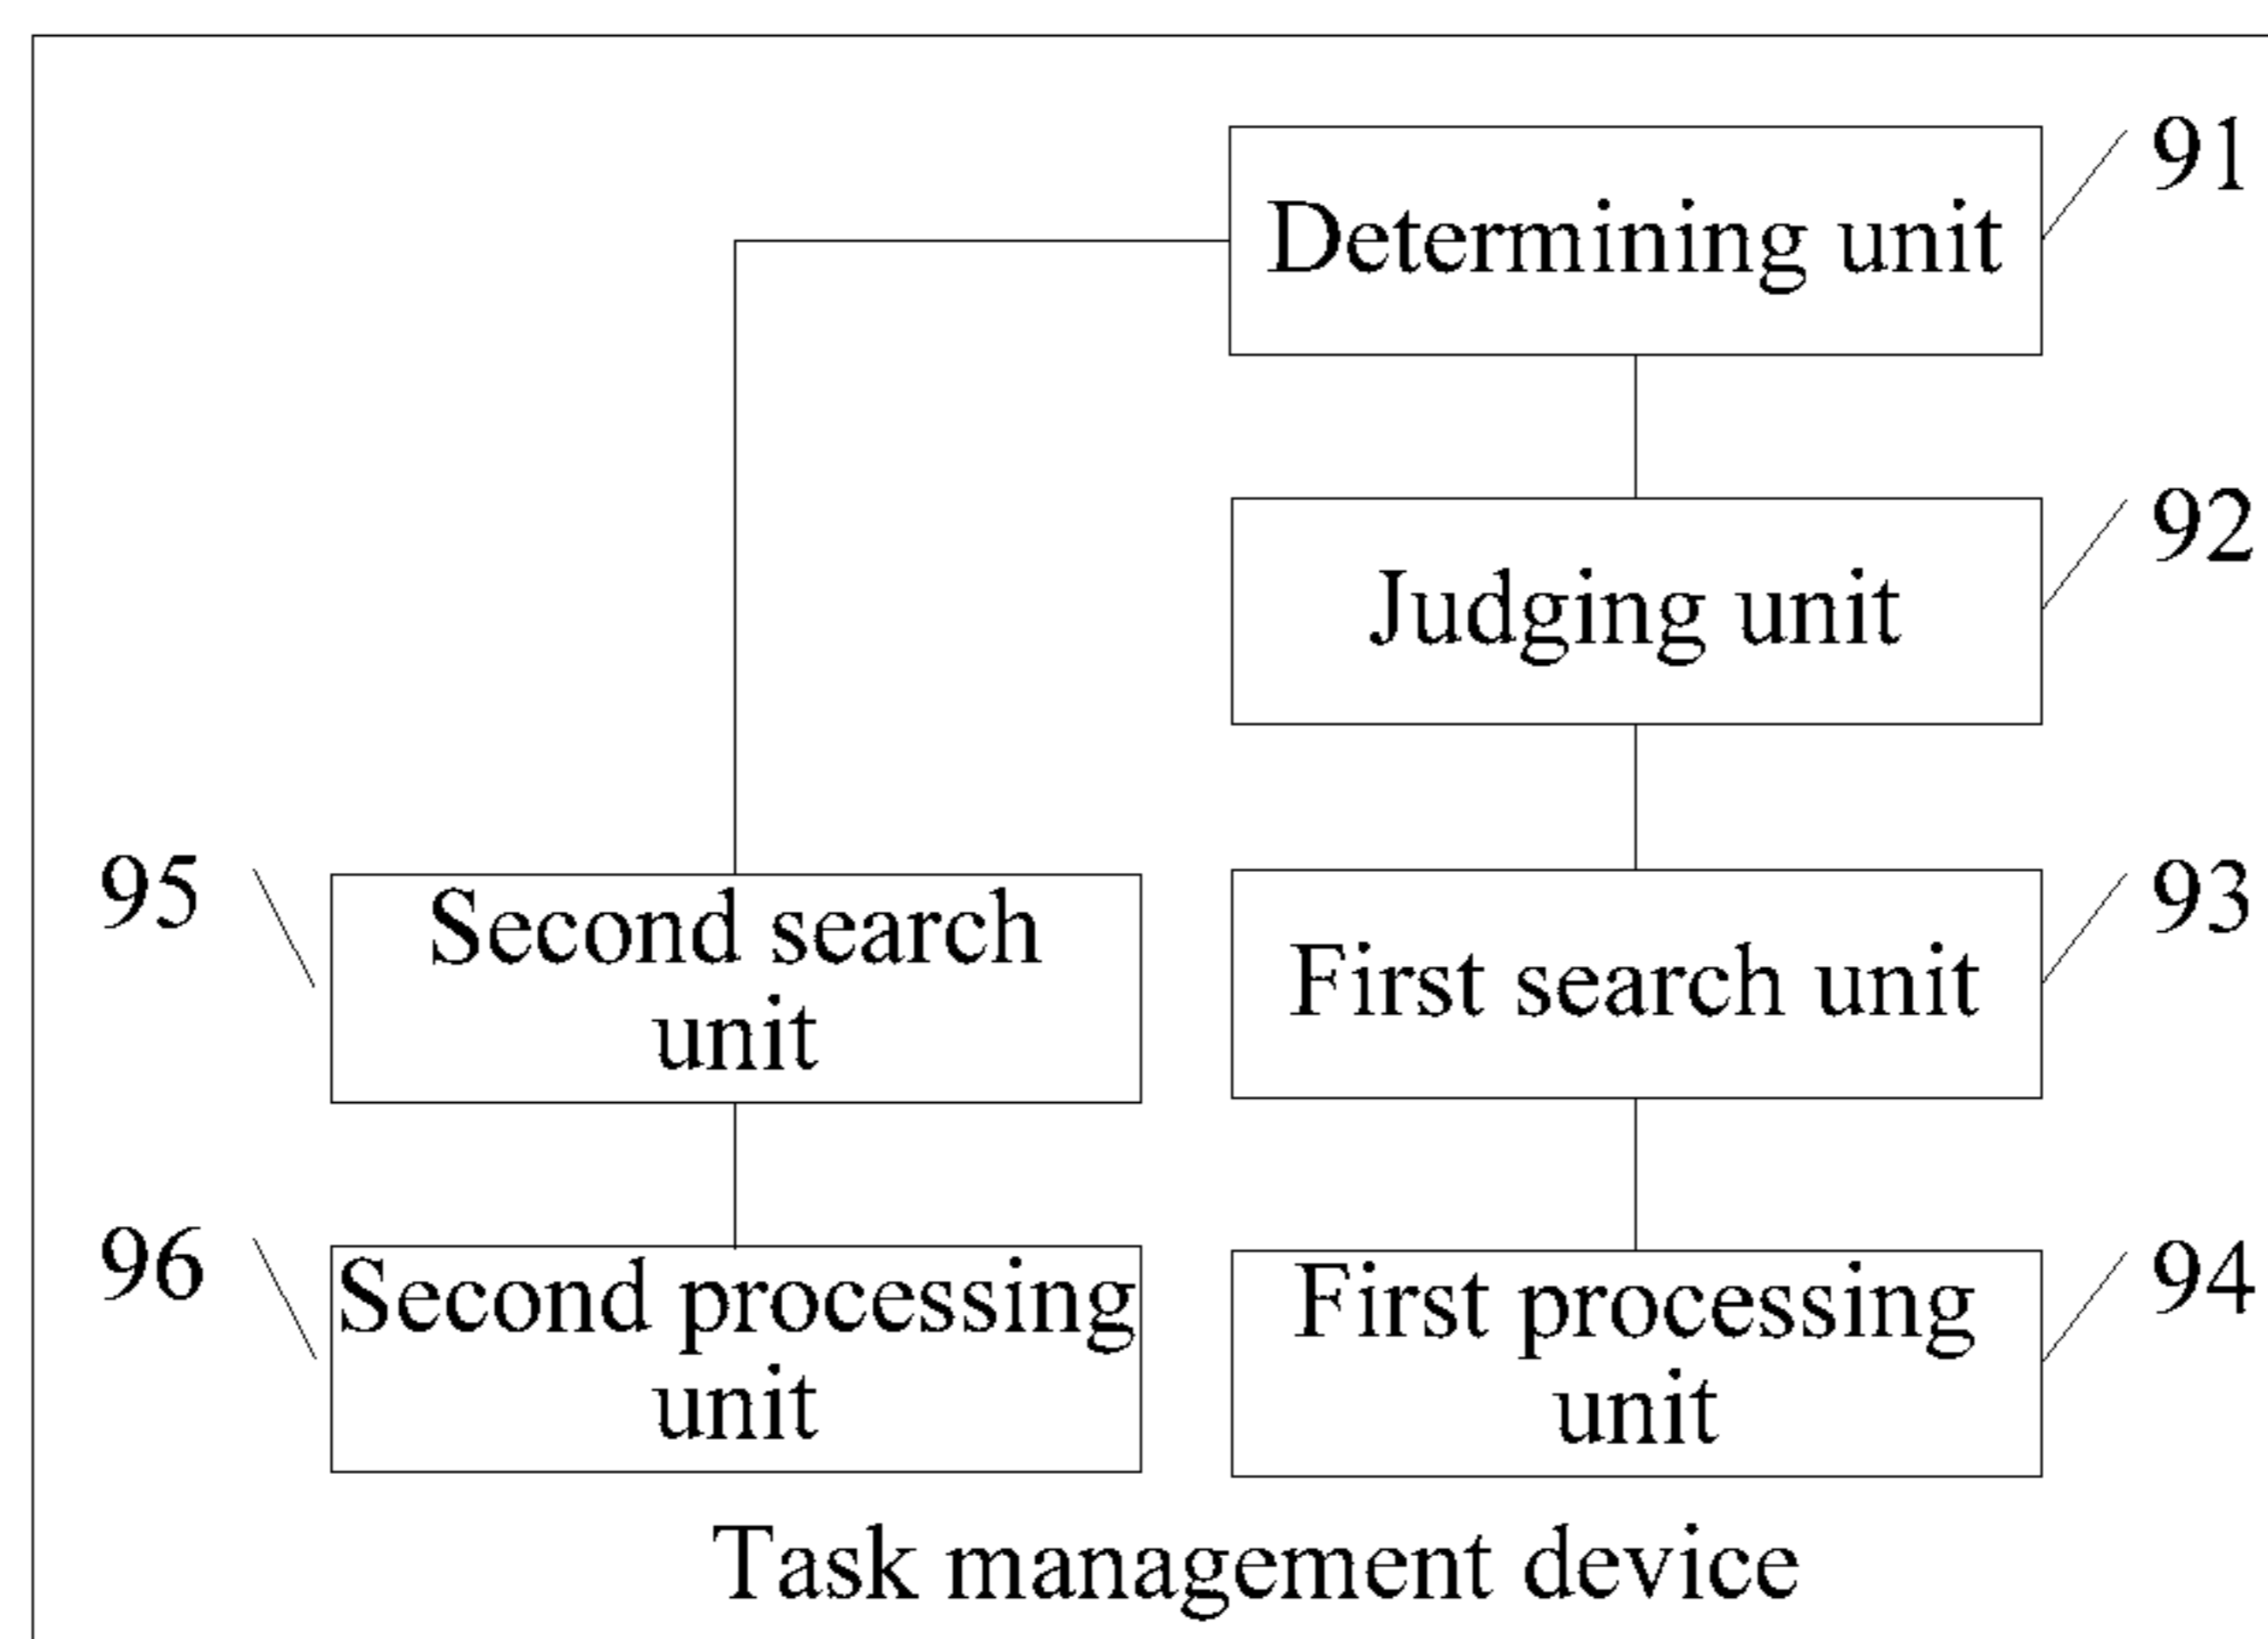 Determining unit
91
Judging unit
92
95
Second search
unit
First search unit
93
96
Second processing
unit
First processing
unit
94
Task management device